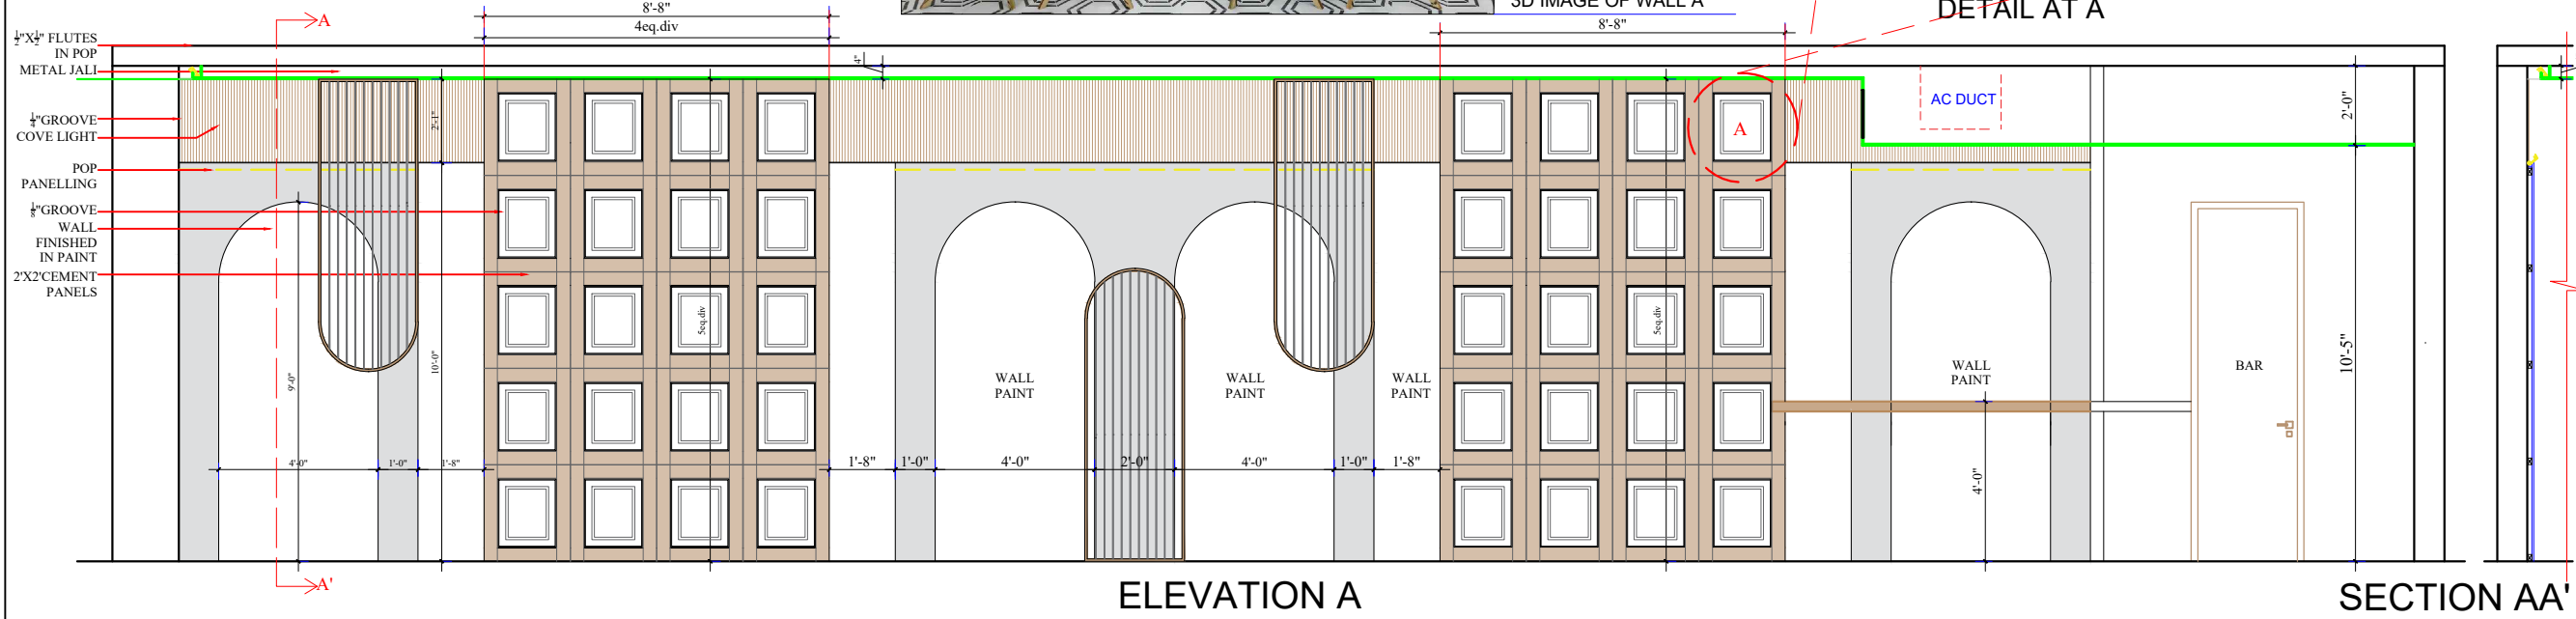 3D IMAGE OF WALL A
DETAIL AT A
A
8'-8"
4eq.div
8'-8"
½"X½" FLUTES
IN POP
METAL JALI
¼"GROOVE
COVE LIGHT
POP
PANELLING
⅛"GROOVE
WALL
FINISHED
IN PAINT
2'X2'CEMENT
PANELS
4"
2'-1"
A
AC DUCT
2'-0"
9'-0"
10'-0"
5eq.div
5eq.div
WALL
PAINT
WALL
PAINT
WALL
PAINT
WALL
PAINT
BAR
10'-5"
4'-0"
1'-0"
1'-8"
1'-8"
1'-0"
4'-0"
2'-0"
4'-0"
1'-0"
1'-8"
4'-0"
A'
ELEVATION A
SECTION AA'